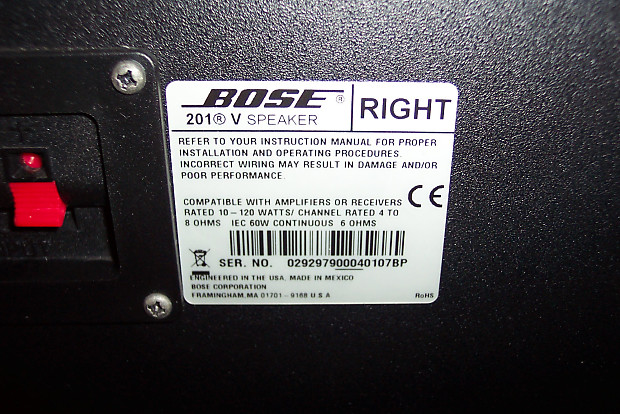 BOSE®
RIGHT
201® V SPEAKER
REFER TO YOUR INSTRUCTION MANUAL FOR PROPER
INSTALLATION AND OPERATING PROCEDURES.
INCORRECT WIRING MAY RESULT IN DAMAGE AND/OR
POOR PERFORMANCE.
COMPATIBLE WITH AMPLIFIERS OR RECEIVERS
RATED 10-120 WATTS/ CHANNEL RATED 4 TO
8 OHMS IEC 60W CONTINUOUS 6 OHMS
CE
SER. NO. 029297900040107BP
ENGINEERED IN THE USA, MADE IN MEXICO
BOSE CORPORATION
FRAMINGHAM, MA 01701-9168 U S A
RoHS